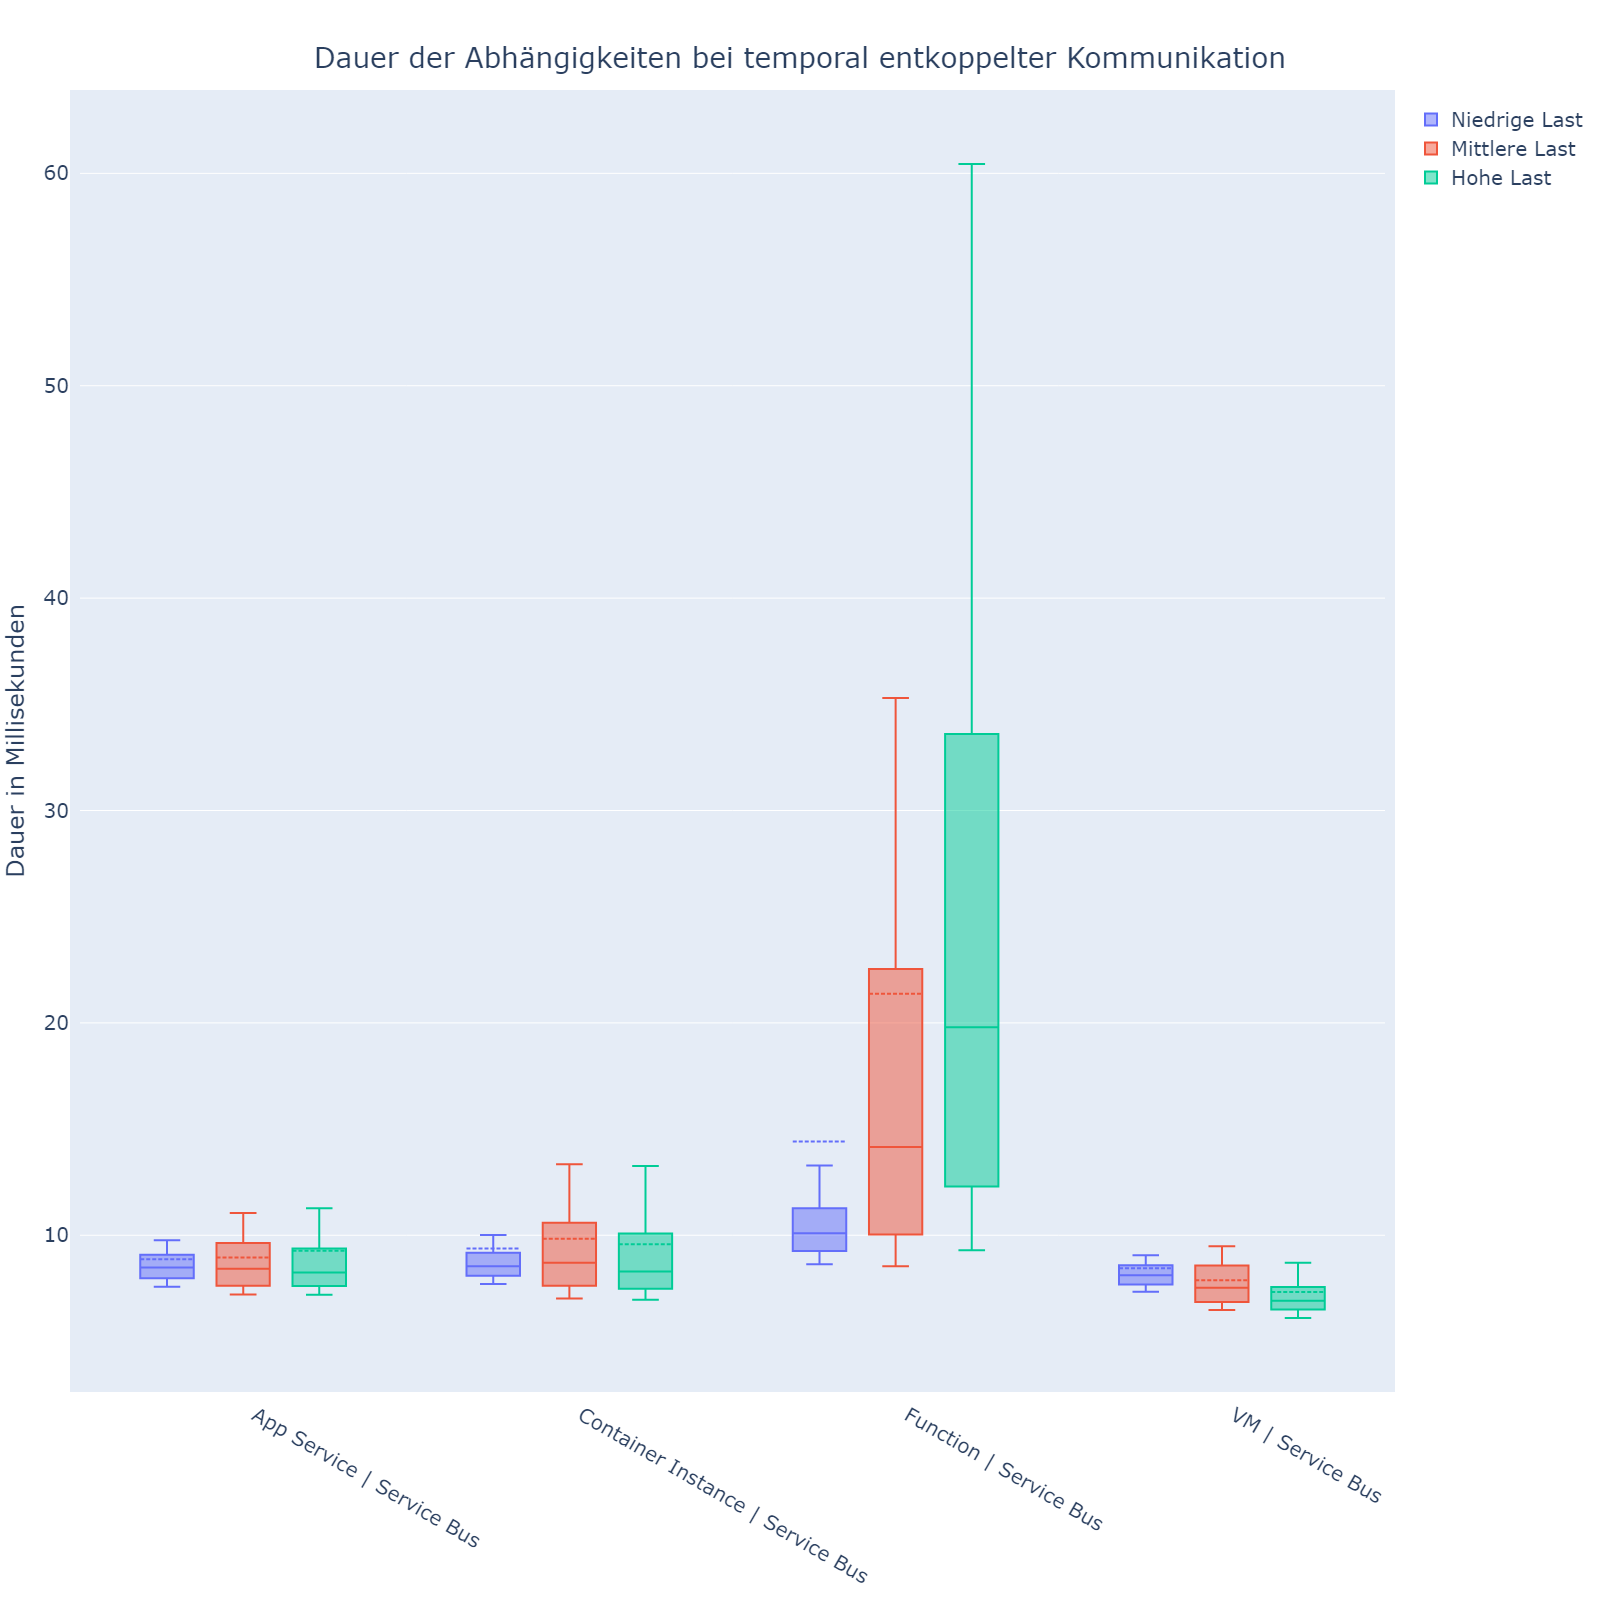 Dauer der Abhängigkeiten bei temporal entkoppelter Kommunikation
Niedrige Last
Mittlere Last
Hohe Last
Dauer in Millisekunden
60
50
40
30
20
10
App Service | Service Bus
Container Instance | Service Bus
Function | Service Bus
VM | Service Bus